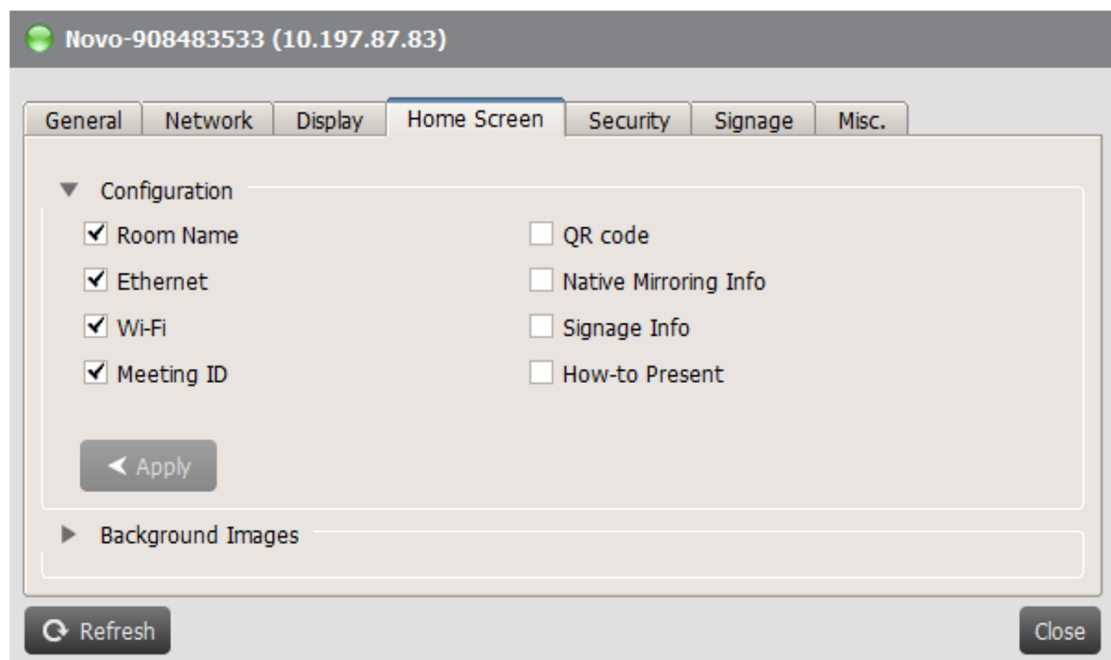 Novo-908483533 (10.197.87.83)
General Network Display Home Screen Security Signage Misc.
Configuration
Room Name QR code
Ethernet Native Mirroring Info
Wi-Fi Signage Info
Meeting ID How-to Present
Apply
Background Images
Refresh Close